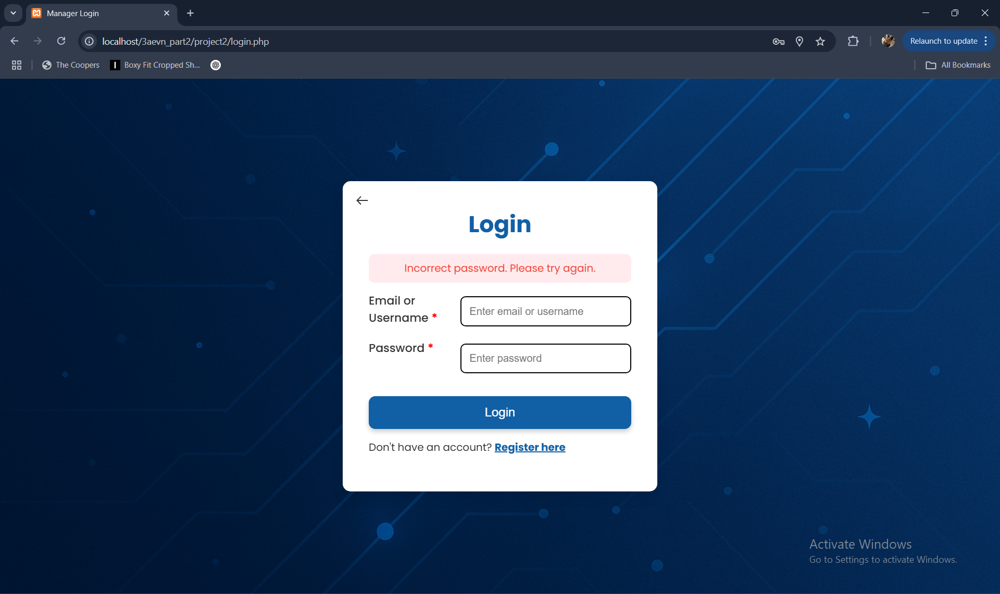 Manager Login
localhost/3aevn_part2/project2/login.php
Relaunch to update
The Coopers
Boxy Fit Cropped Sh...
All Bookmarks
Login
Incorrect password. Please try again.
Email or
Username *
Enter email or username
Password *
Enter password
Login
Don't have an account? Register here
Activate Windows
Go to Settings to activate Windows.